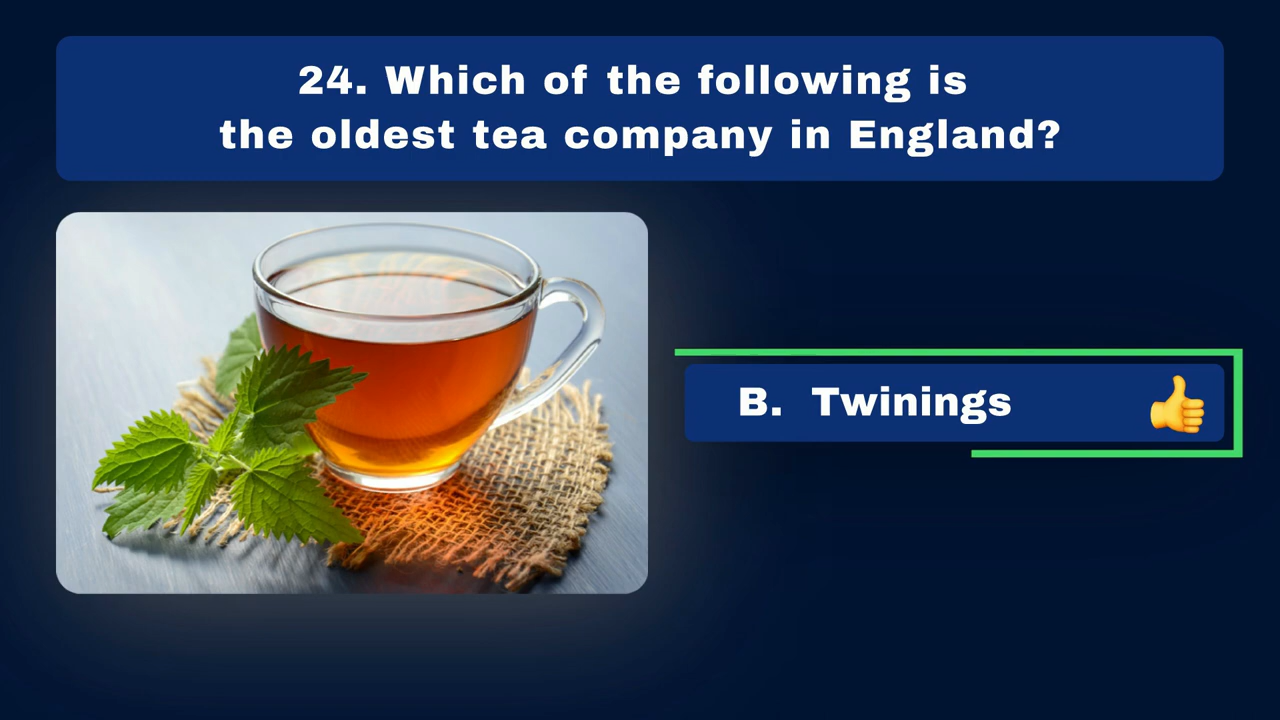 24. Which of the following is
the oldest tea company in England?
B. Twinings